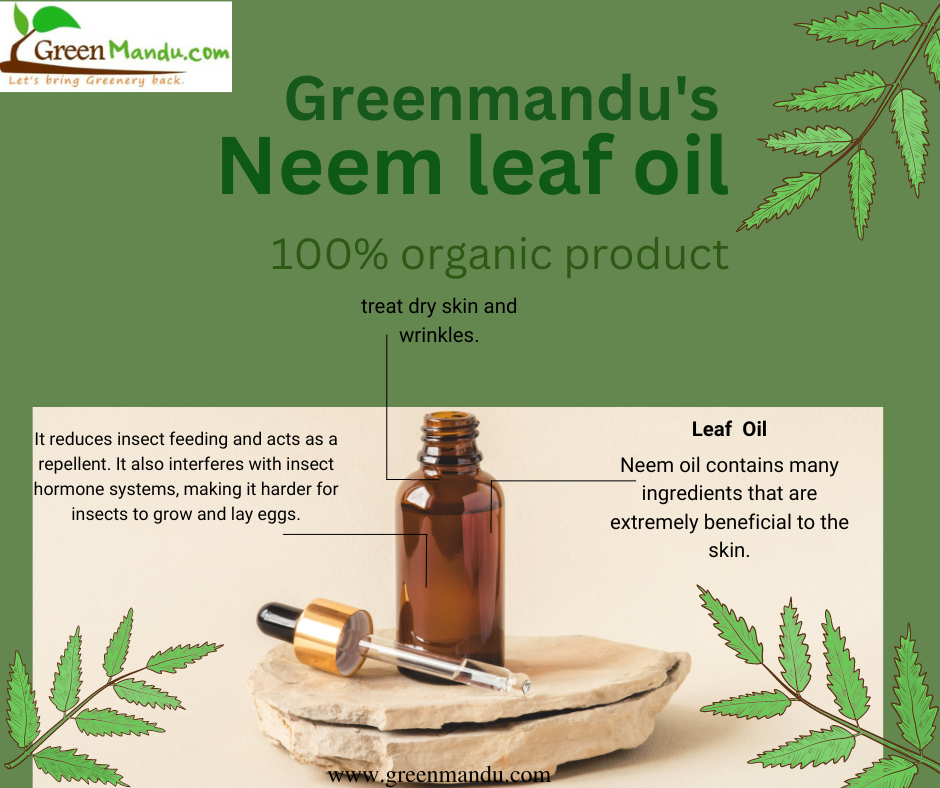 GreenMandu.com
Let's bring Greenery back.
Greenmandu's
Neem leaf oil
100% organic product
treat dry skin and
wrinkles.
It reduces insect feeding and acts as a
repellent. It also interferes with insect
hormone systems, making it harder for
insects to grow and lay eggs.
Leaf Oil
Neem oil contains many
ingredients that are
extremely beneficial to the
skin.
www.greenmandu.com